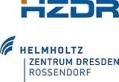 HZDR
HELMHOLTZ
ZENTRUM DRESDEN
ROSSENDORF